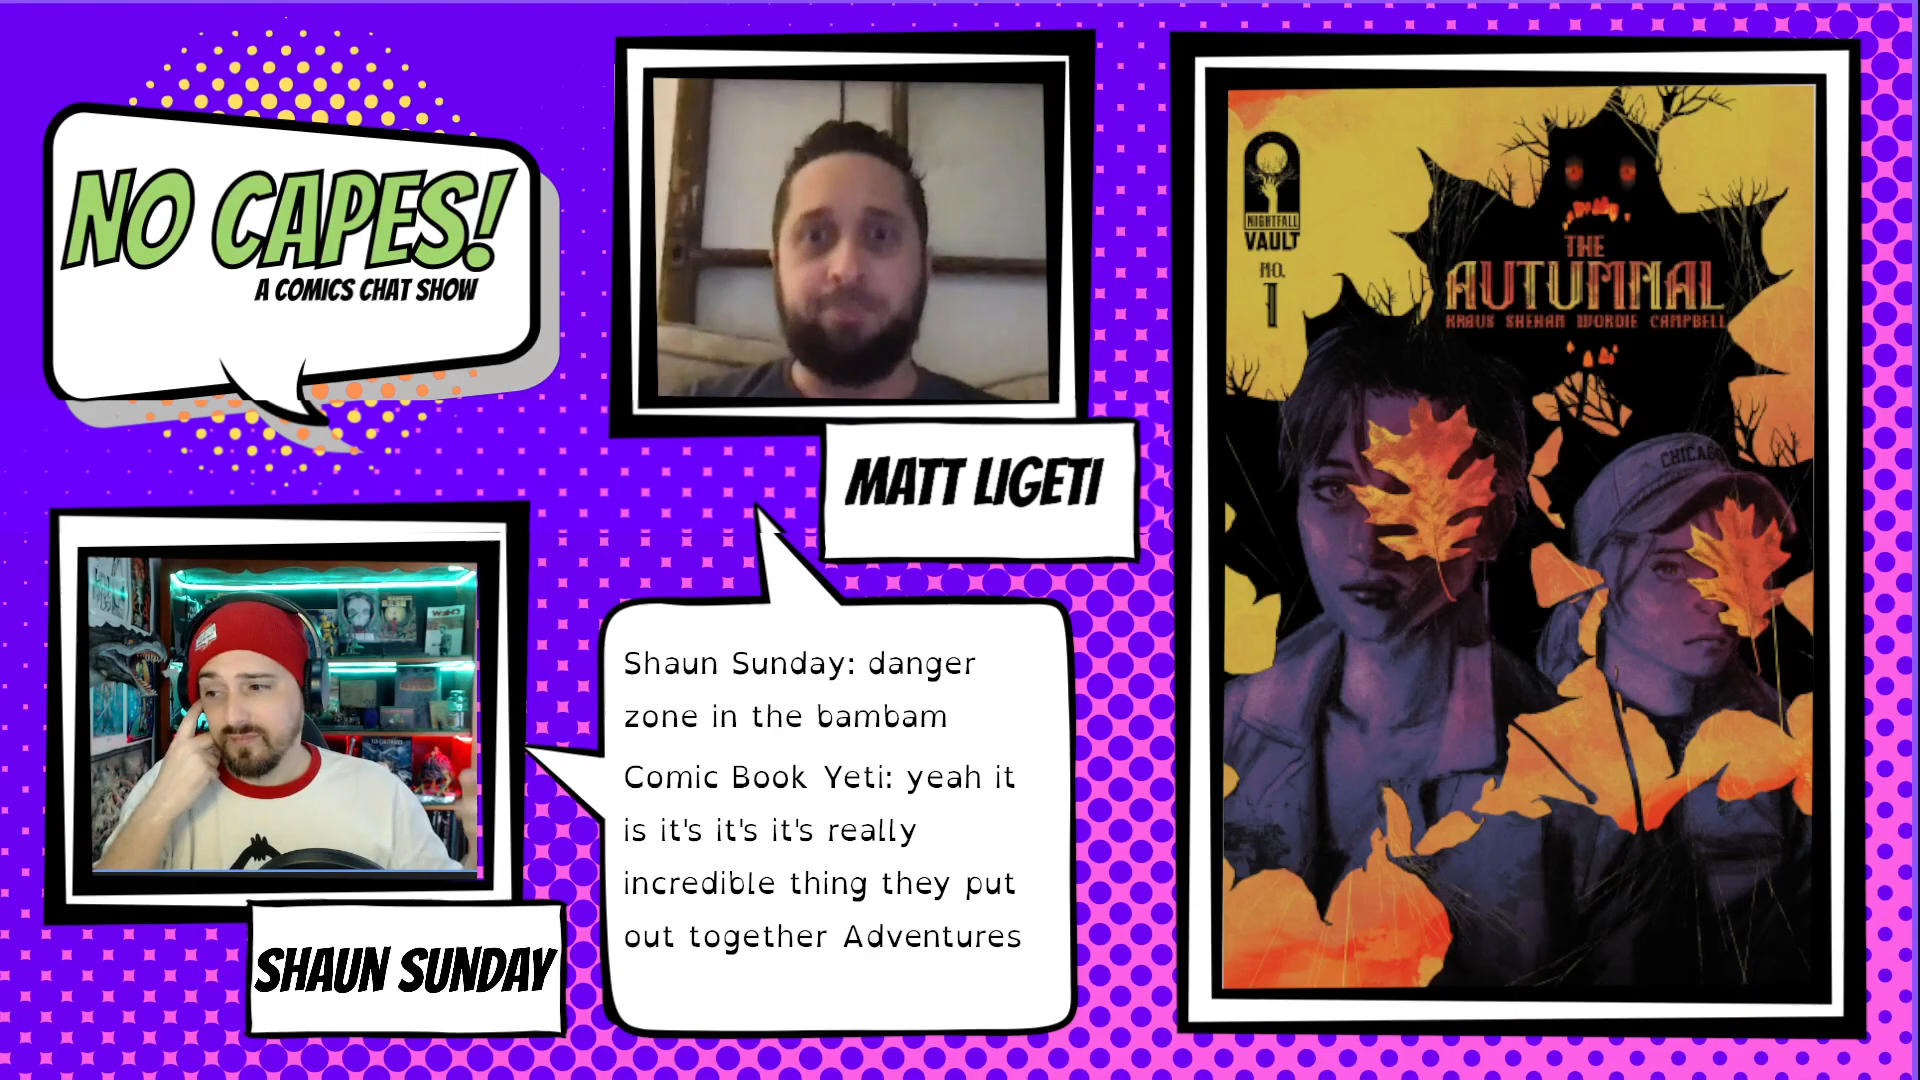 NO CAPES!
A COMICS CHAT SHOW
MATT LIGETI
SHAUN SUNDAY
Shaun Sunday: danger
zone in the bambam
Comic Book Yeti: yeah it
is it's it's it's really
incredible thing they put
out together Adventures
NIGHTFALL
VAULT
NO.
1
THE
AUTUMNAL
KRAUS SHEHAN WORDIE CAMPBELL
CHICAGO